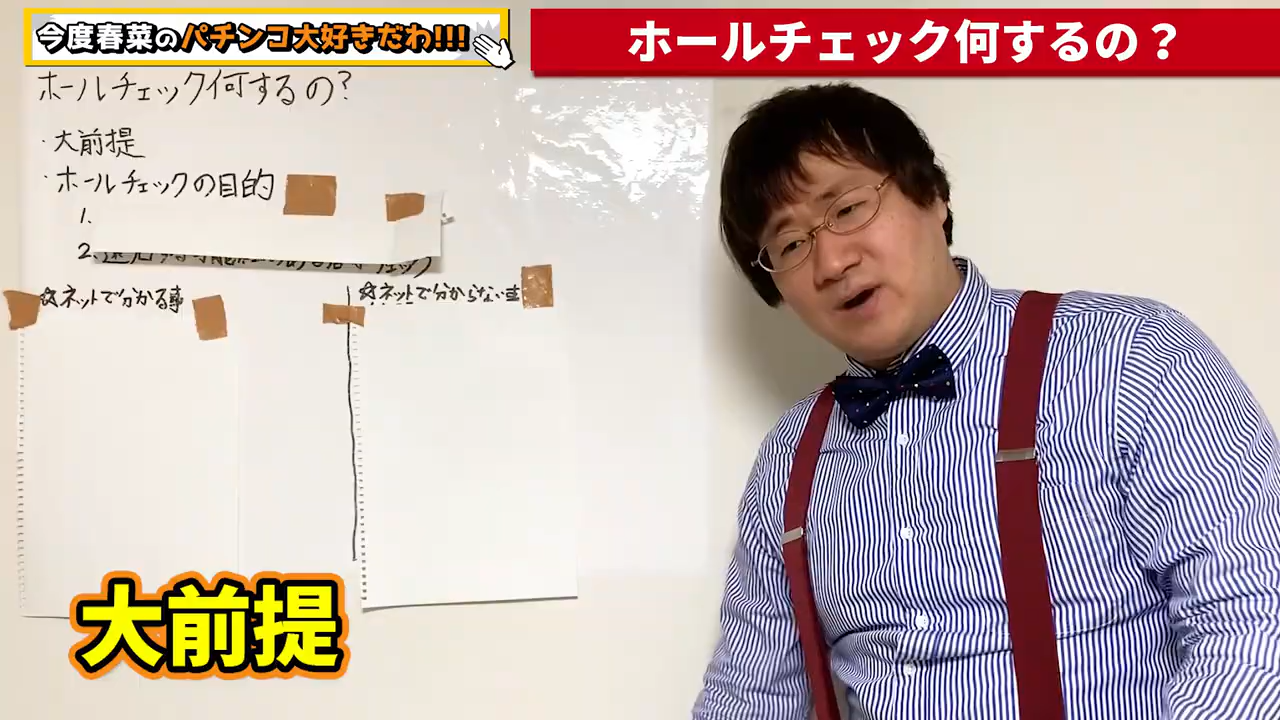 今度春菜のパチンコ大好きだわ!!!
ホールチェック何するの？
ホールチェック何するの?
・大前提
・ホールチェックの目的
1.
2.
☆ネットで分かる事
☆ネットで分からない事
大前提